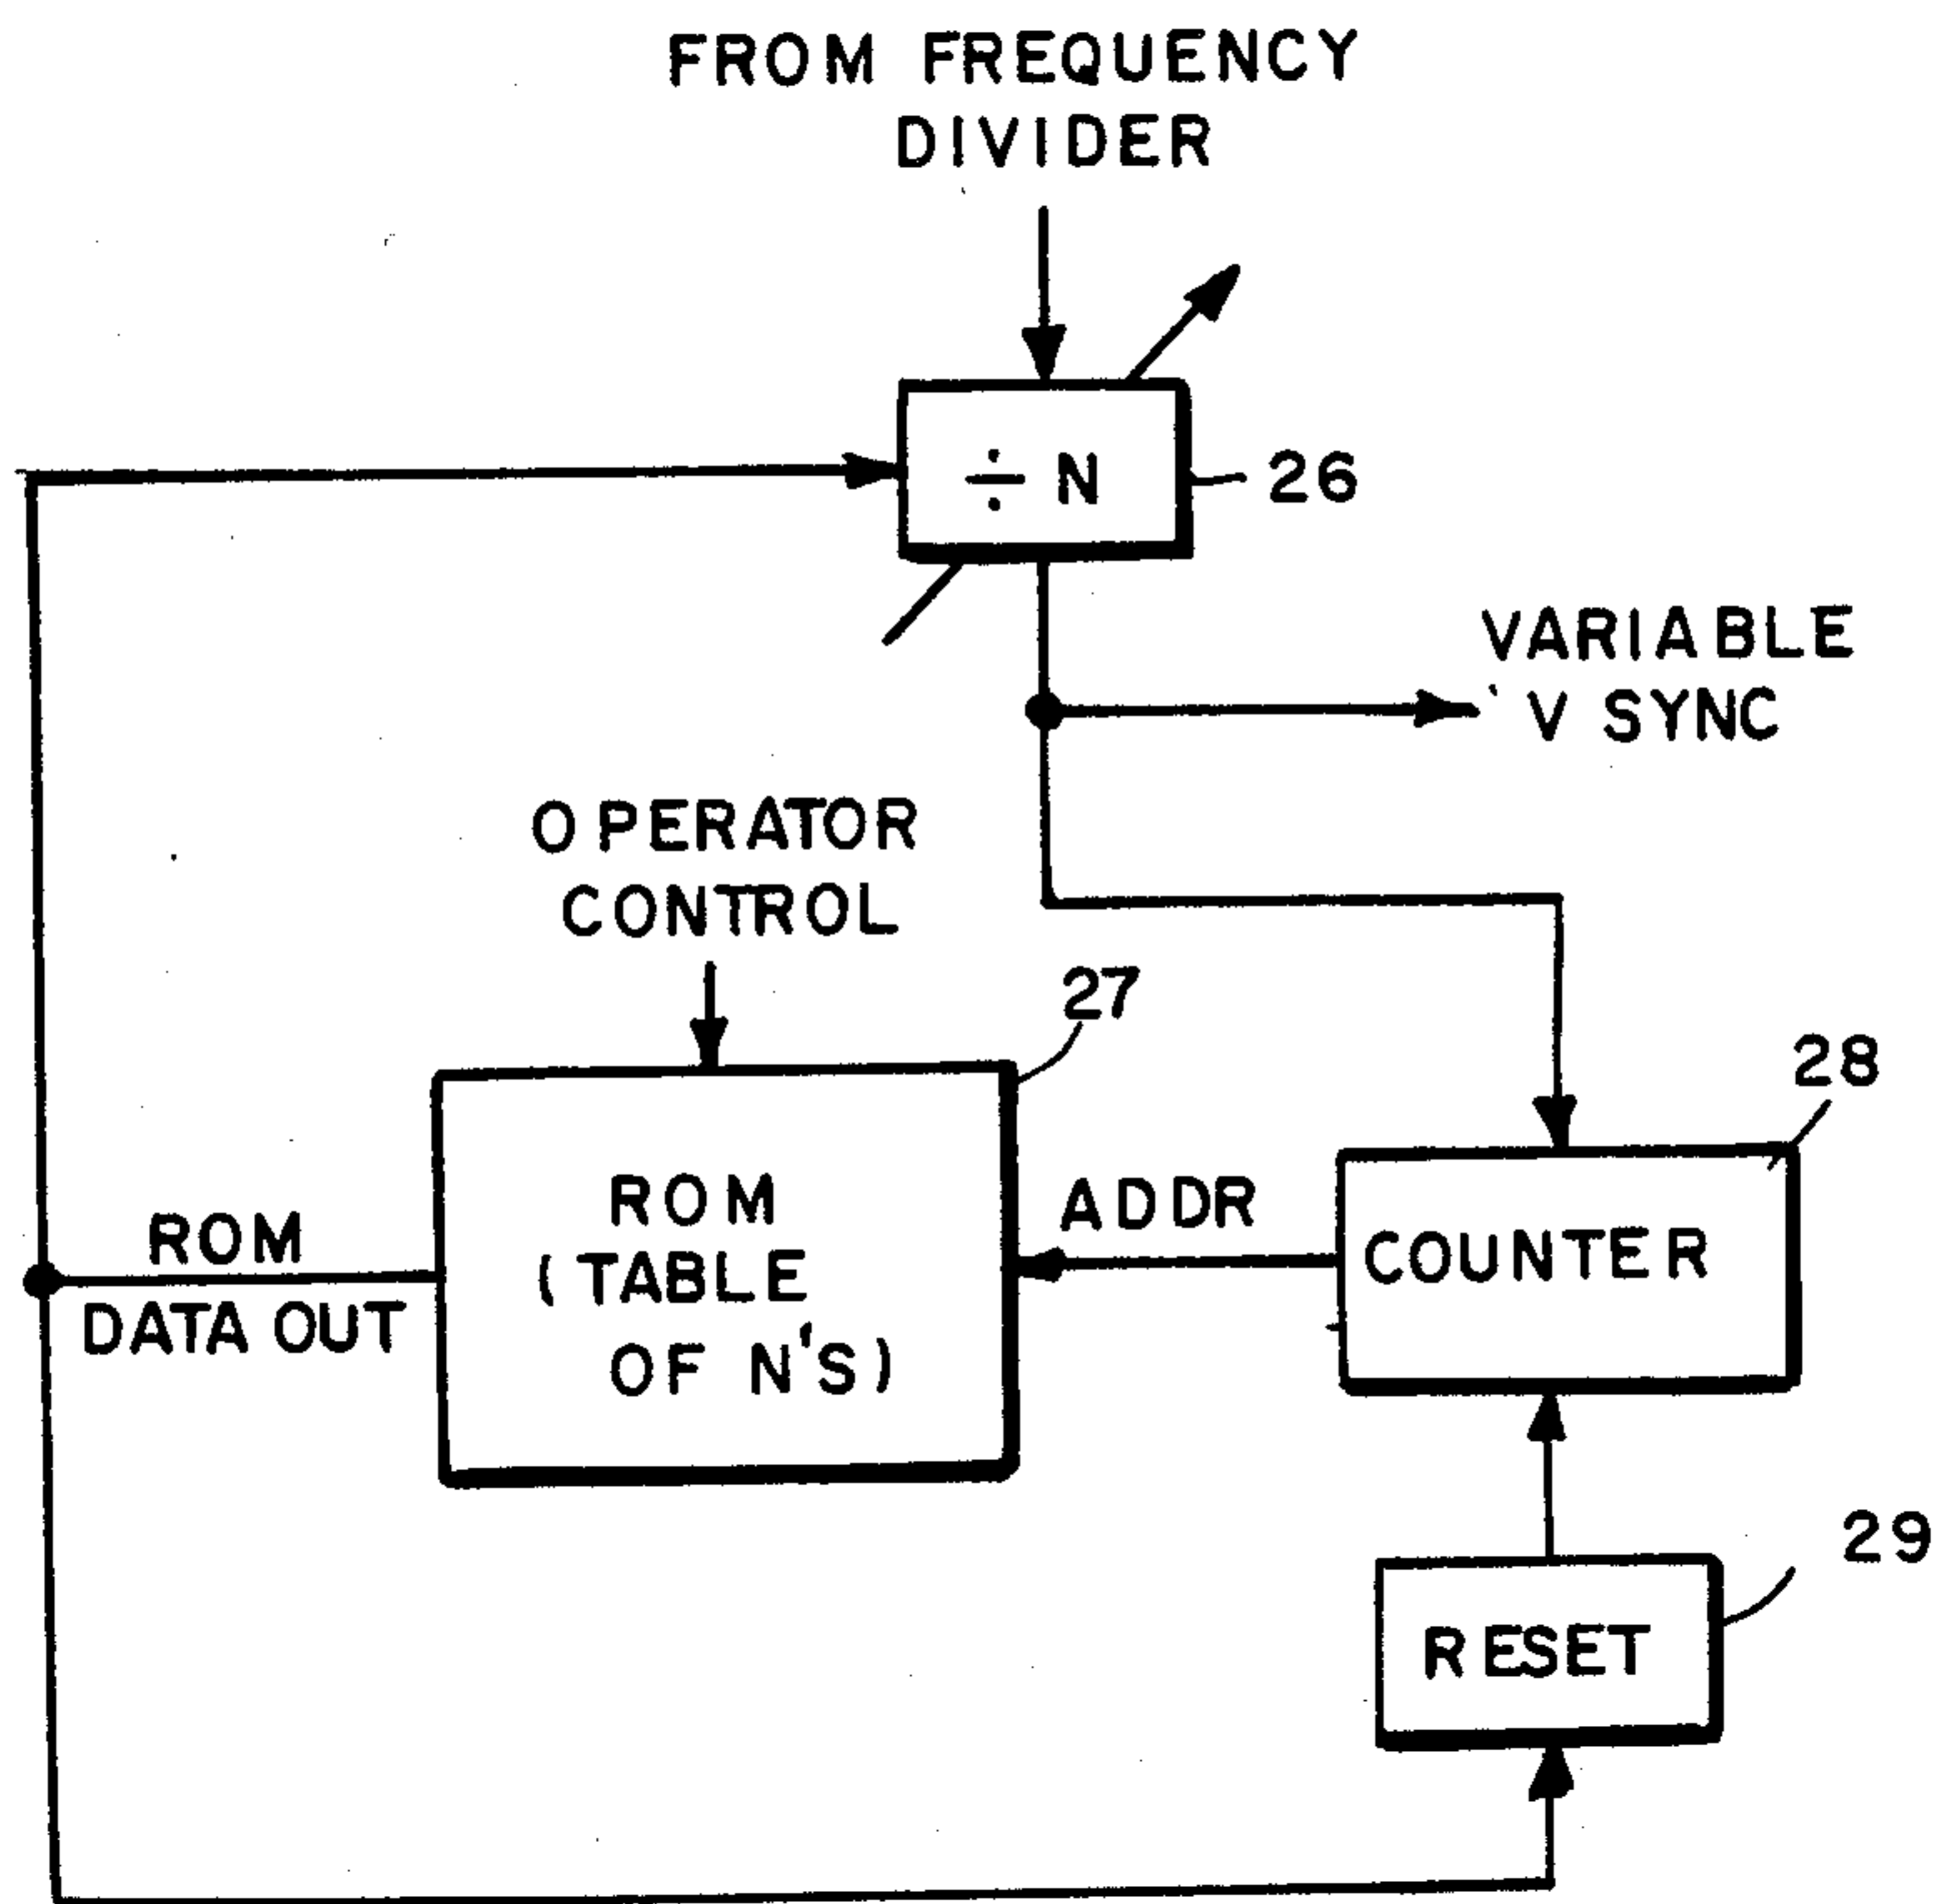 FROM FREQUENCY
DIVIDER
÷ N
26
VARIABLE
V SYNC
OPERATOR
CONTROL
27
28
ROM
(TABLE
OF N'S)
ADDR
COUNTER
ROM
DATA OUT
29
RESET